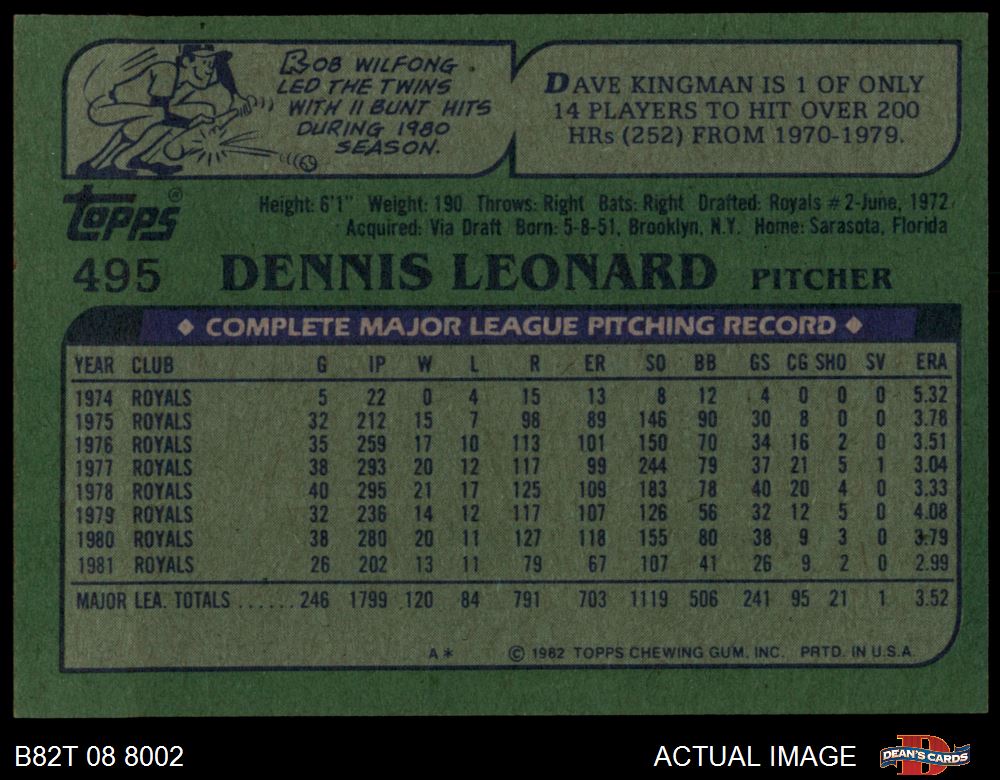 ROB WILFONG
LED THE TWINS
WITH 11 BUNT HITS
DURING 1980
SEASON.
DAVE KINGMAN IS 1 OF ONLY
14 PLAYERS TO HIT OVER 200
HRs (252) FROM 1970-1979.
Topps®
Height: 6'1" Weight: 190 Throws: Right Bats: Right Drafted: Royals #2-June, 1972
Acquired: Via Draft Born: 5-8-51, Brooklyn, N.Y. Home: Sarasota, Florida
495 DENNIS LEONARD PITCHER
◆ COMPLETE MAJOR LEAGUE PITCHING RECORD ◆
YEAR CLUB G IP W L R ER SO BB GS CG SHO SV ERA
1974 ROYALS 5 22 0 4 15 13 8 12 4 0 0 0 5.32
1975 ROYALS 32 212 15 7 98 89 146 90 30 8 0 0 3.78
1976 ROYALS 35 259 17 10 113 101 150 70 34 16 2 0 3.51
1977 ROYALS 38 293 20 12 117 99 244 79 37 21 5 1 3.04
1978 ROYALS 40 295 21 17 125 109 183 78 40 20 4 0 3.33
1979 ROYALS 32 236 14 12 117 107 126 56 32 12 5 0 4.08
1980 ROYALS 38 280 20 11 127 118 155 80 38 9 3 0 3.79
1981 ROYALS 26 202 13 11 79 67 107 41 26 9 2 0 2.99
MAJOR LEA. TOTALS ...... 246 1799 120 84 791 703 1119 506 241 95 21 1 3.52
A* © 1982 TOPPS CHEWING GUM, INC. PRTD. IN U.S.A.
B82T 08 8002 ACTUAL IMAGE DEAN'S CARDS